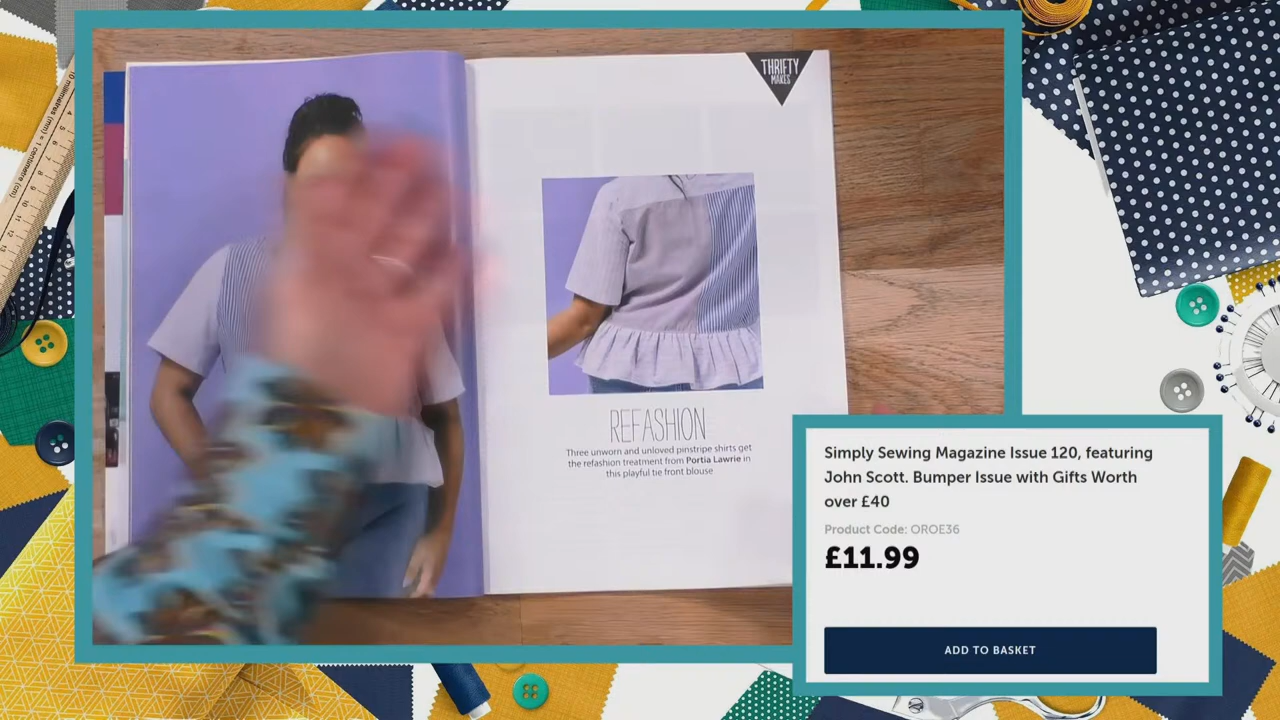 THRIFTY
MAKES
REFASHION
Three unworn and unloved pinstripe shirts get
the refashion treatment from Portia Lawrie in
this playful tie front blouse
Simply Sewing Magazine Issue 120, featuring
John Scott. Bumper Issue with Gifts Worth
over £40
Product Code: OROE36
£11.99
ADD TO BASKET